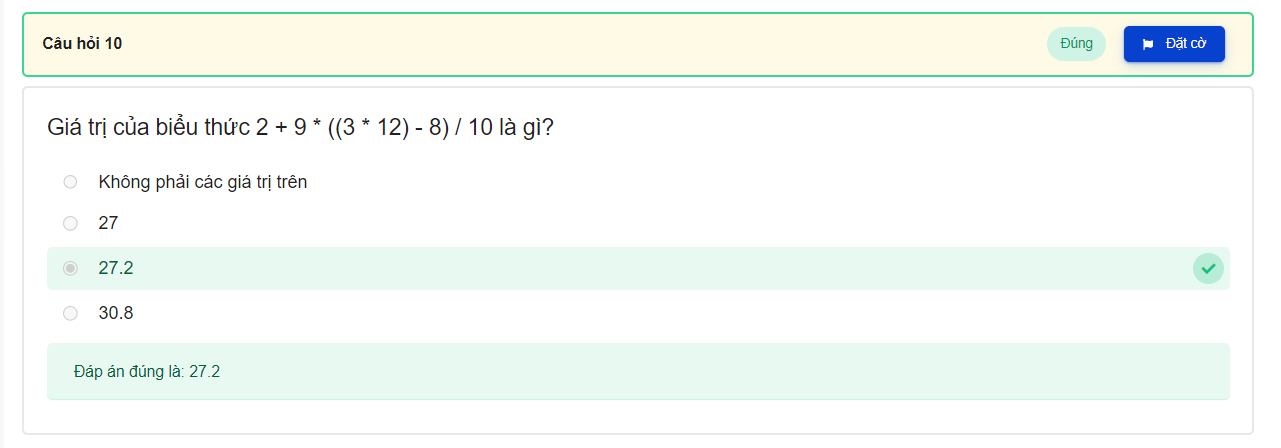 Câu hỏi 10
Đúng
Đặt cờ
Giá trị của biểu thức 2 + 9 * ((3 * 12) - 8) / 10 là gì?
Không phải các giá trị trên
27
27.2
30.8
Đáp án đúng là: 27.2